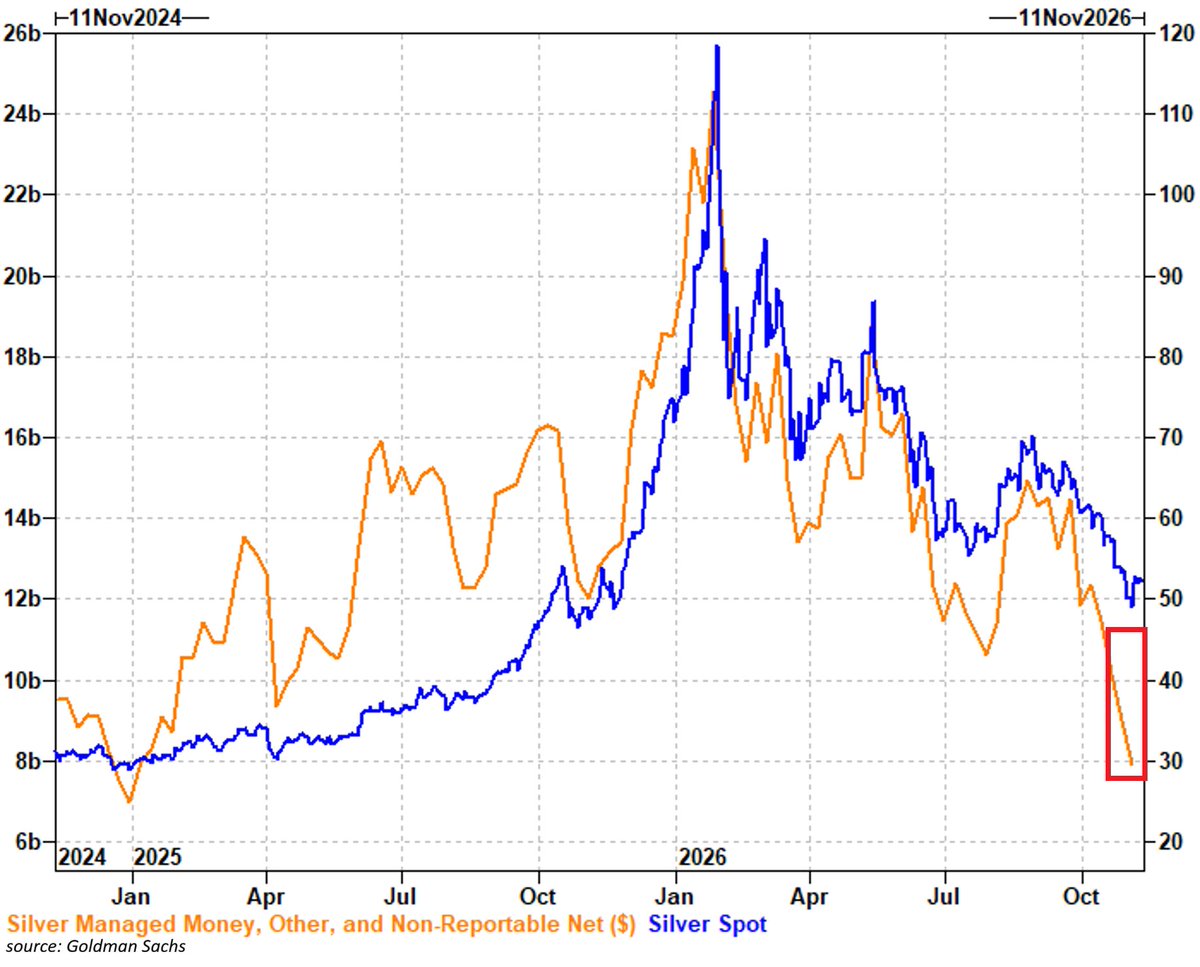 11Nov2024 11Nov2026
26b 120
24b 110
22b 100
20b 90
18b 80
16b 70
14b 60
12b 50
10b 40
8b 30
6b 20
2024 2025 2026
Jan Apr Jul Oct Jan Apr Jul Oct
Silver Managed Money, Other, and Non-Reportable Net ($) Silver Spot
source: Goldman Sachs